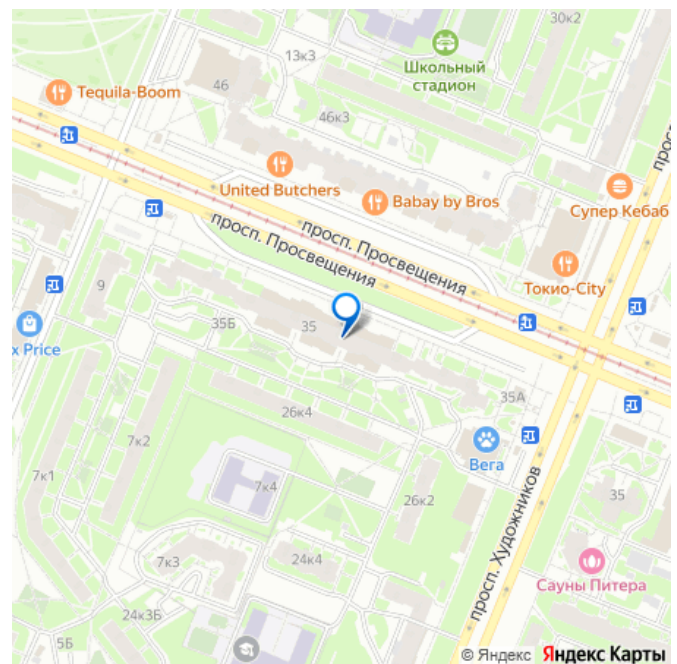 30к2
13к3
Школьный
стадион
Tequila-Boom
46
46к3
United Butchers
Babay by Bros
Супер Кебаб
просп. Просвещения
просп. Просвещения
Токио-City
9
35Б
35
x Price
35А
26к4
7к2
Вега
7к1
7к4
26к2
просп. Художников
35
7к3
24к4
Сауны Питера
24к3Б
5Б
© Яндекс Яндекс Карты